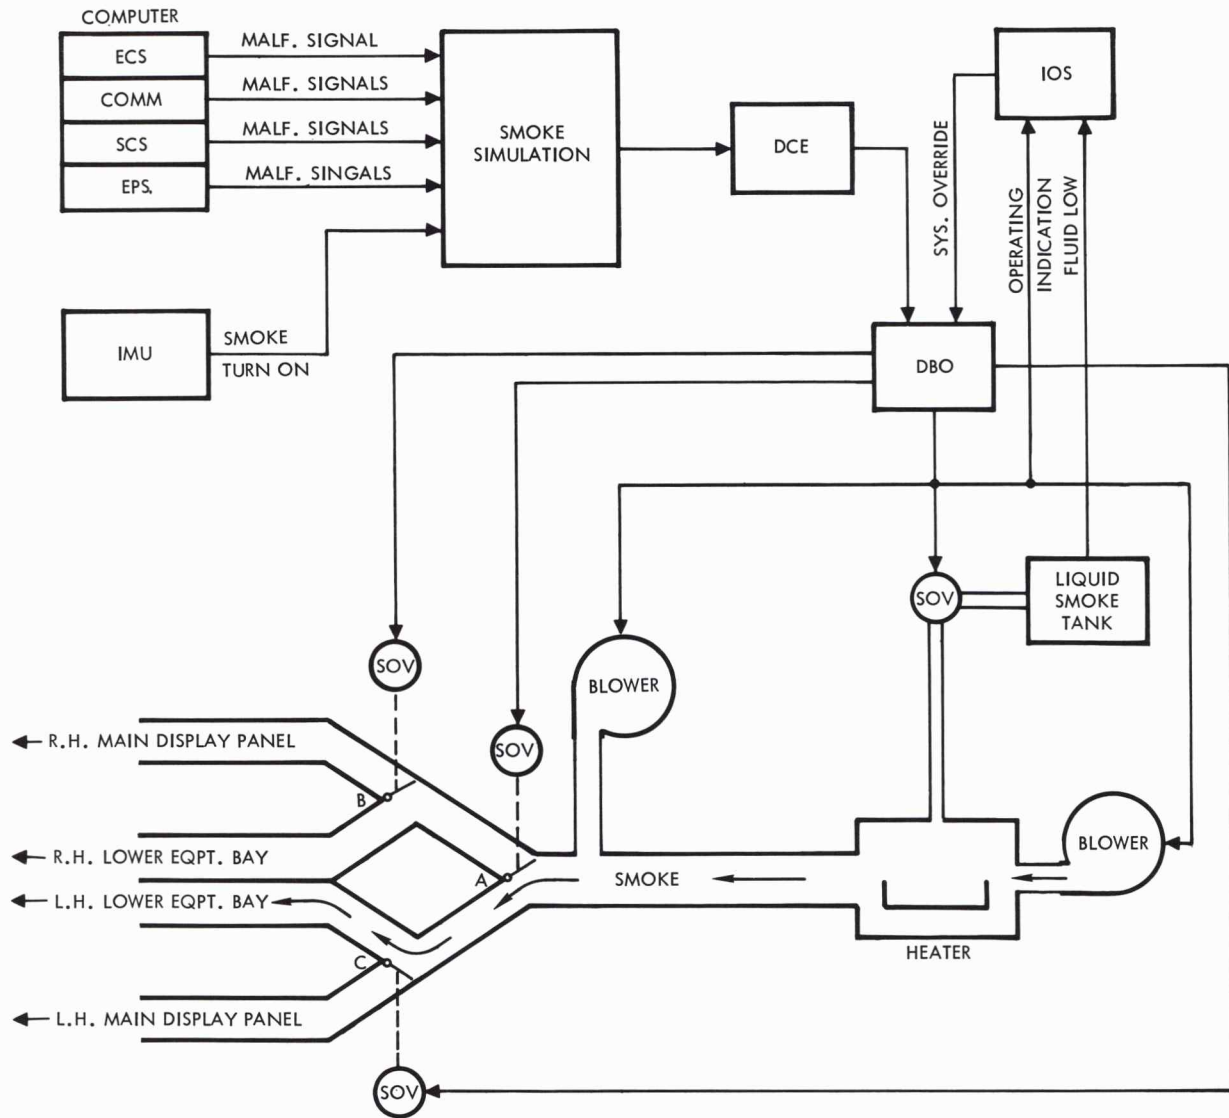 COMPUTER
ECS
COMM
SCS
EPS.
MALF. SIGNAL
MALF. SIGNALS
MALF. SIGNALS
MALF. SINGALS
SMOKE
SIMULATION
DCE
IOS
SYS. OVERRIDE
OPERATING
INDICATION
FLUID LOW
IMU
SMOKE
TURN ON
DBO
SOV
LIQUID
SMOKE
TANK
SOV
BLOWER
SOV
R.H. MAIN DISPLAY PANEL
B
R.H. LOWER EQPT. BAY
A
SMOKE
BLOWER
L.H. LOWER EQPT. BAY
HEATER
C
L.H. MAIN DISPLAY PANEL
SOV